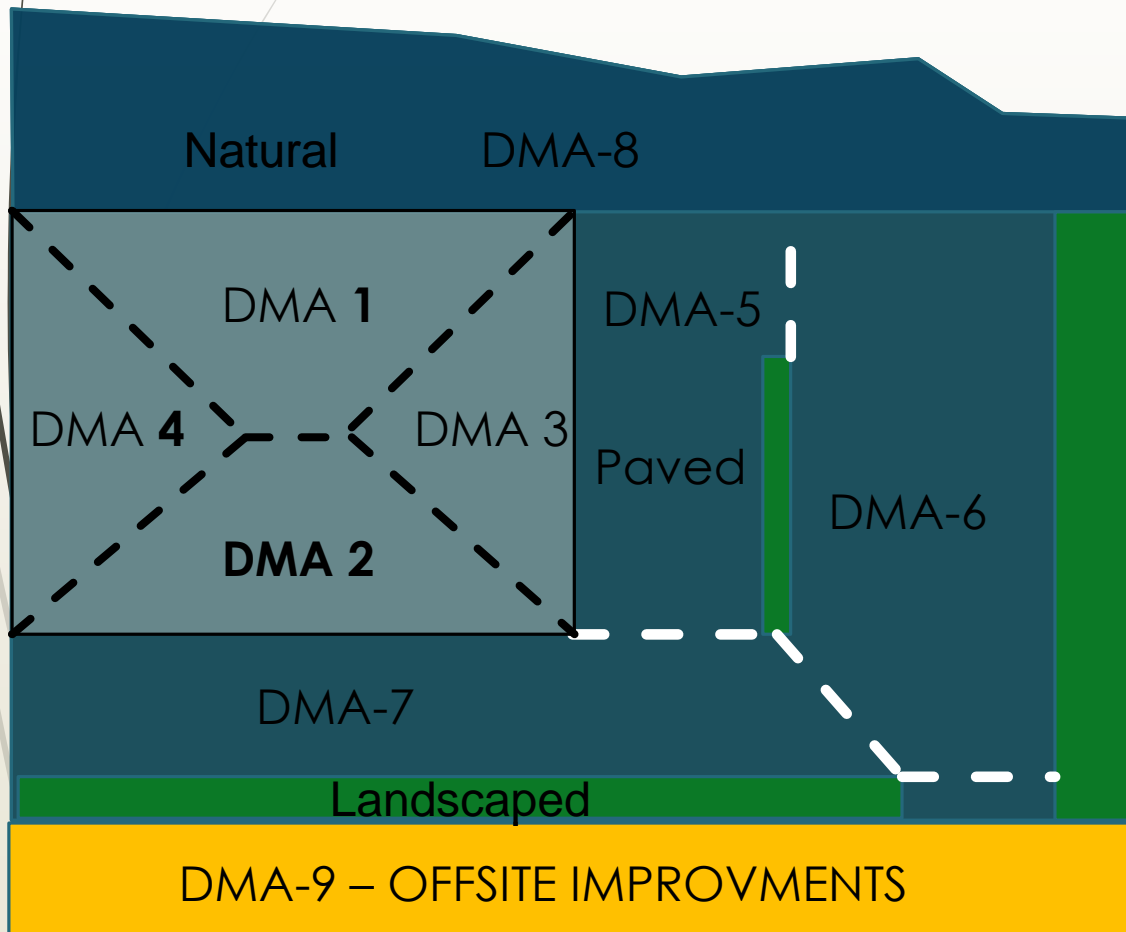 Natural
DMA-8
DMA 1
DMA-5
DMA 4
DMA 3
Paved
DMA-6
DMA 2
DMA-7
Landscaped
DMA-9 – OFFSITE IMPROVMENTS